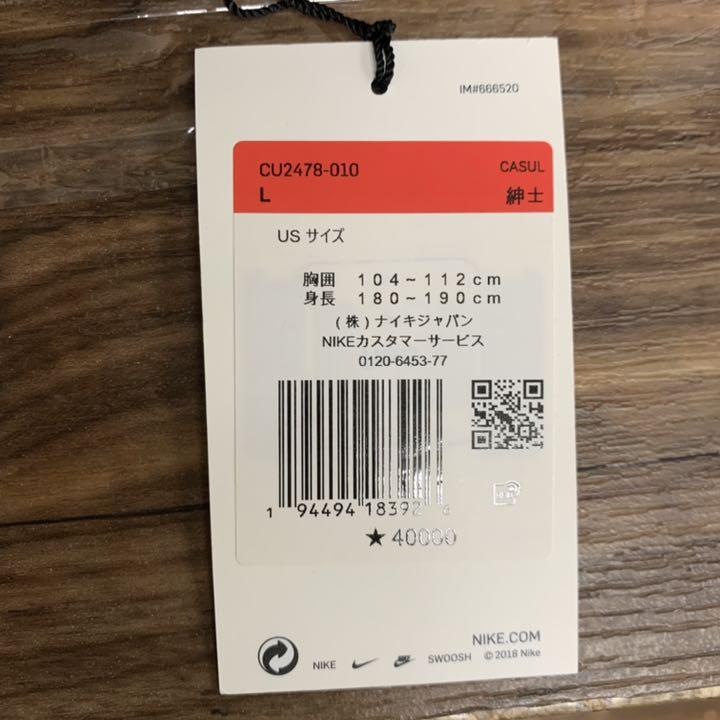 IM#666520
CU2478-010
CASUL
L
紳士
US サイズ
胸囲 104~112cm
身長 180~190cm
(株)ナイキジャパン
NIKEカスタマーサービス
0120-6453-77
1 94494 18392 6
★40000
NIKE.COM
NIKE SWOOSH ©2018 Nike